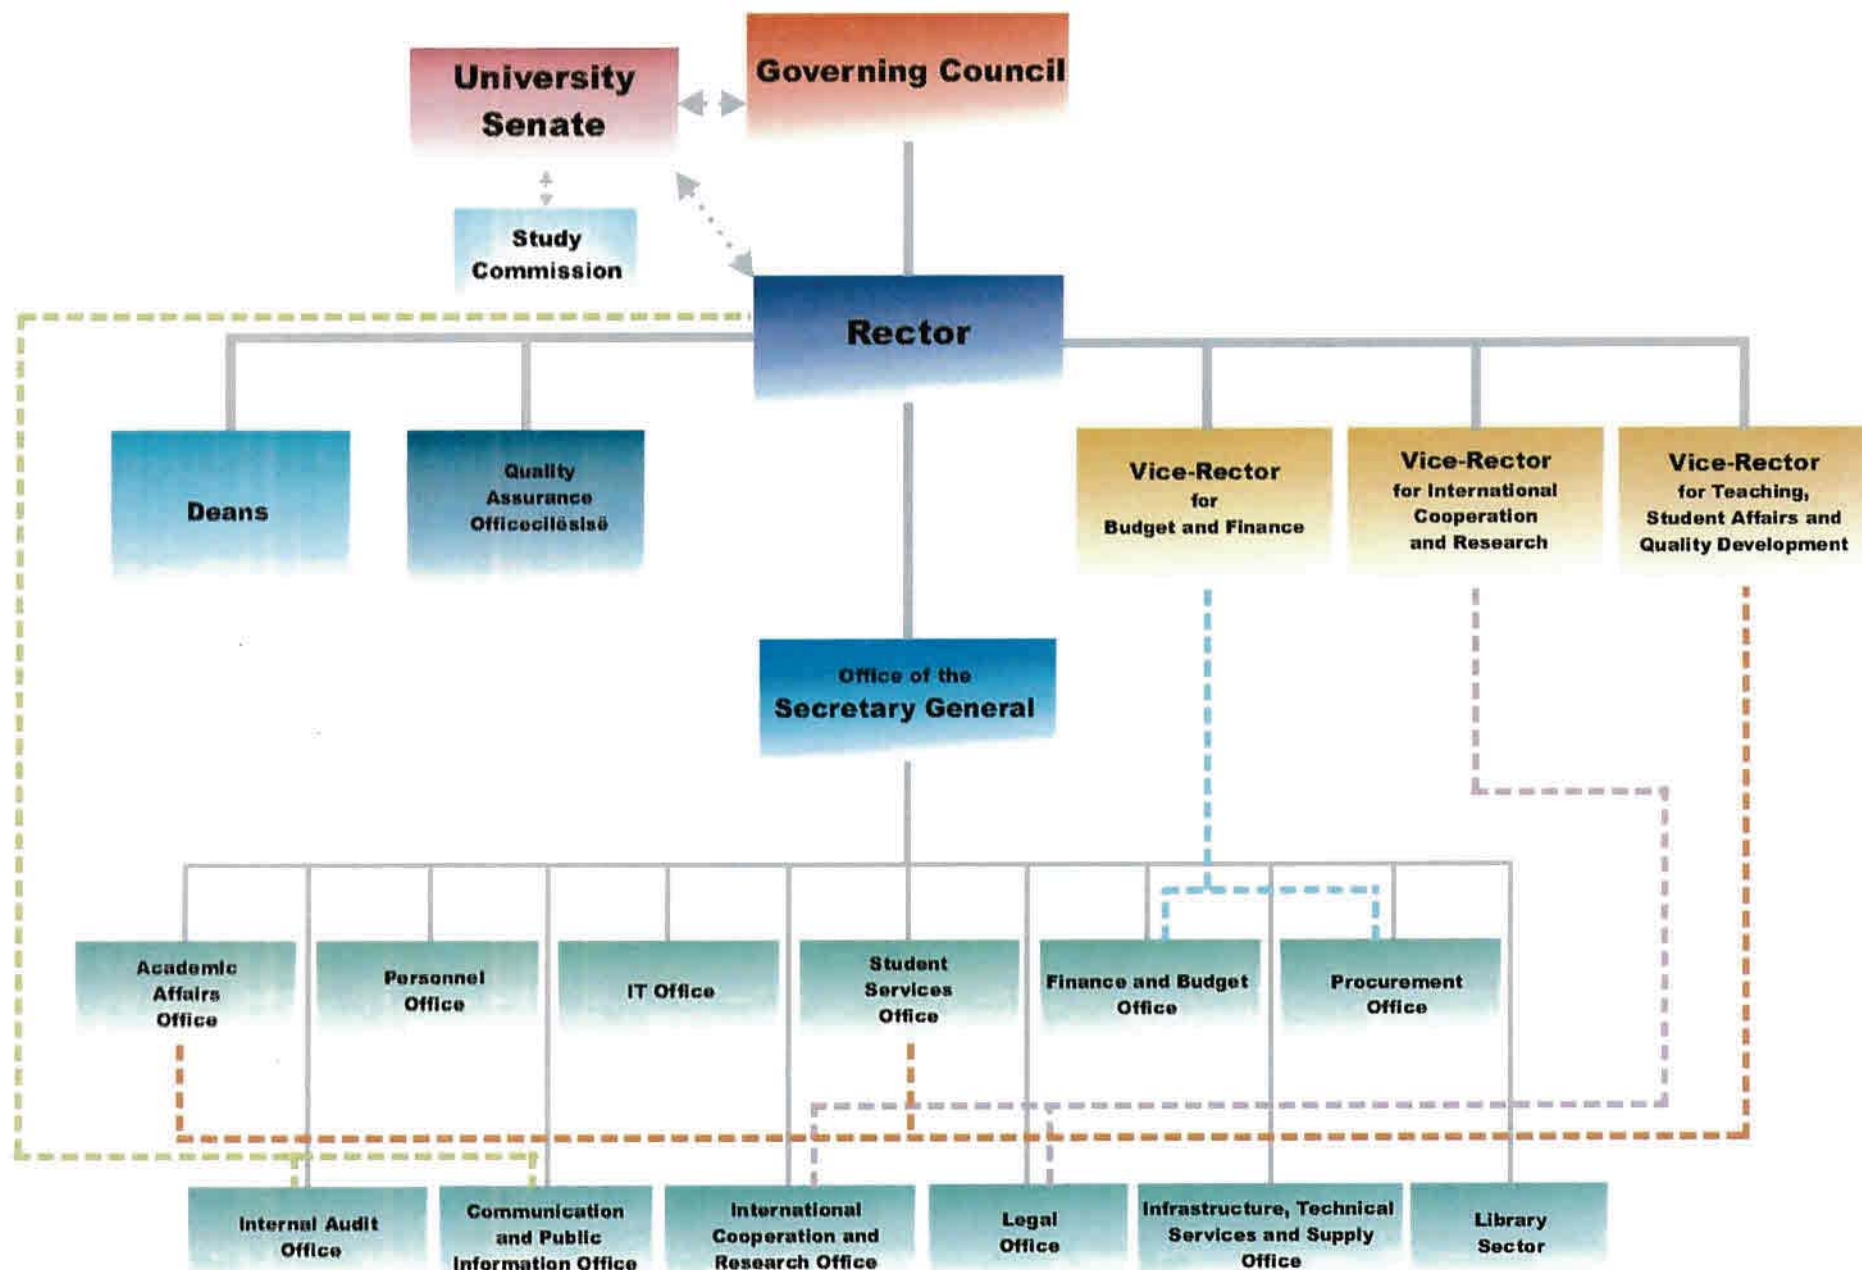 University
Senate
Governing Council
Study
Commission
Rector
Deans
Quality
Assurance
Officecilësisë
Vice-Rector
for
Budget and Finance
Vice-Rector
for International
Cooperation
and Research
Vice-Rector
for Teaching,
Student Affairs and
Quality Development
Office of the
Secretary General
Academic
Affairs
Office
Personnel
Office
IT Office
Student
Services
Office
Finance and Budget
Office
Procurement
Office
Internal Audit
Office
Communication
and Public
Information Office
International
Cooperation and
Research Office
Legal
Office
Infrastructure, Technical
Services and Supply
Office
Library
Sector